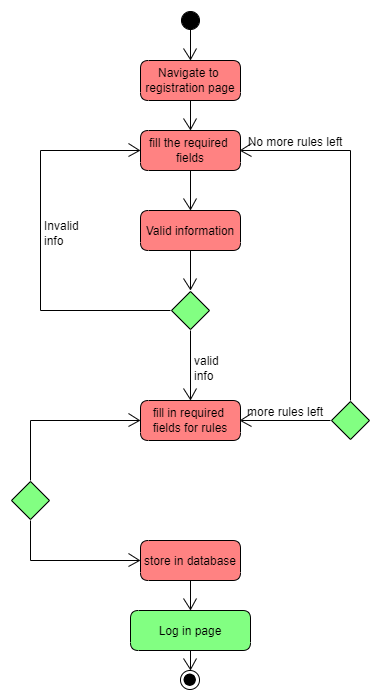 Navigate to
registration page
fill the required
fields
No more rules left
Valid information
Invalid
info
valid
info
fill in required
fields for rules
more rules left
store in database
Log in page